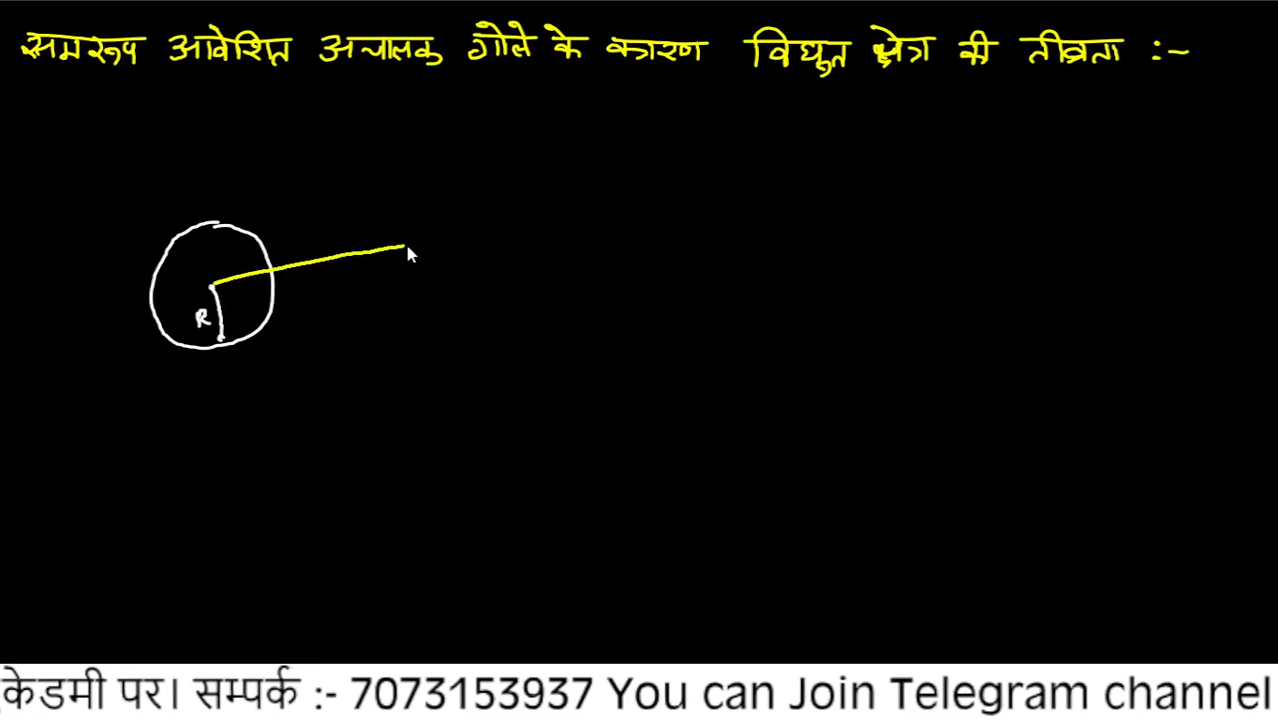 समरूप आवेशित अचालक गोले के कारण विद्युत क्षेत्र की तीव्रता :-
R
केडमी पर। सम्पर्क :- 7073153937 You can Join Telegram channel